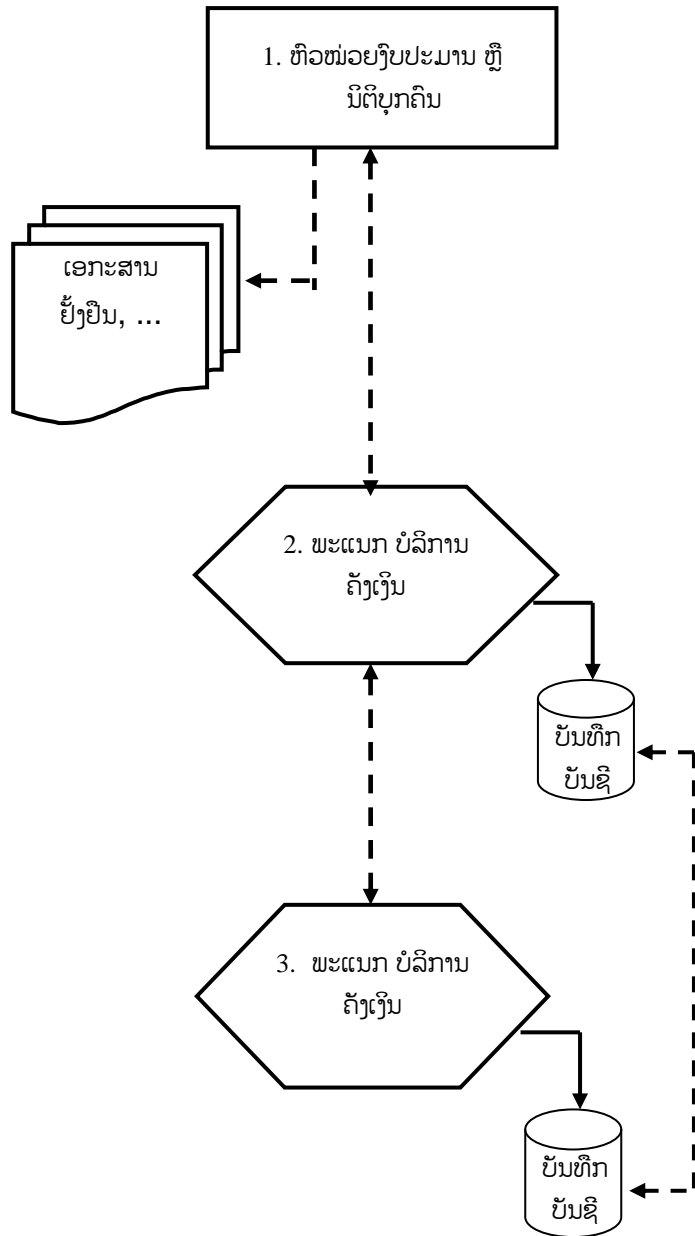 1. ຫົວໜ່ວຍງົບປະມານ ຫຼື
ນິຕິບຸກຄົນ
ເອກະສານ
ຢັ້ງຢືນ, ...
2. ພະແນກ ບໍລິການ
ຄັງເງິນ
ບັນທຶກ
ບັນຊີ
3. ພະແນກ ບໍລິການ
ຄັງເງິນ
ບັນທຶກ
ບັນຊີ